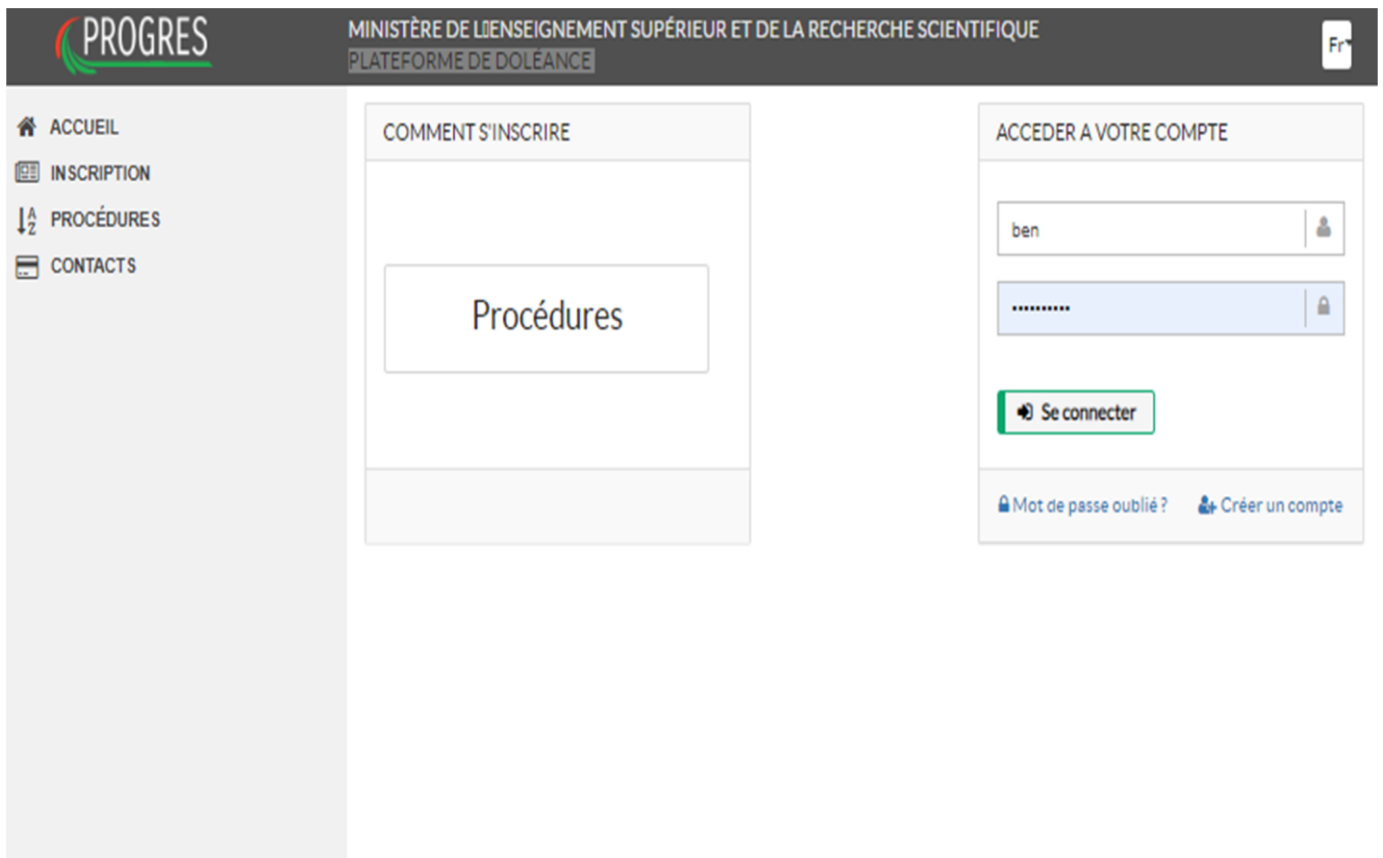 PROGRES
MINISTÈRE DE L▯ENSEIGNEMENT SUPÉRIEUR ET DE LA RECHERCHE SCIENTIFIQUE
PLATEFORME DE DOLÉANCE
Fr
ACCUEIL
INSCRIPTION
PROCÉDURES
CONTACTS
COMMENT S'INSCRIRE
Procédures
ACCEDER A VOTRE COMPTE
ben
••••••••••
Se connecter
Mot de passe oublié ? Créer un compte